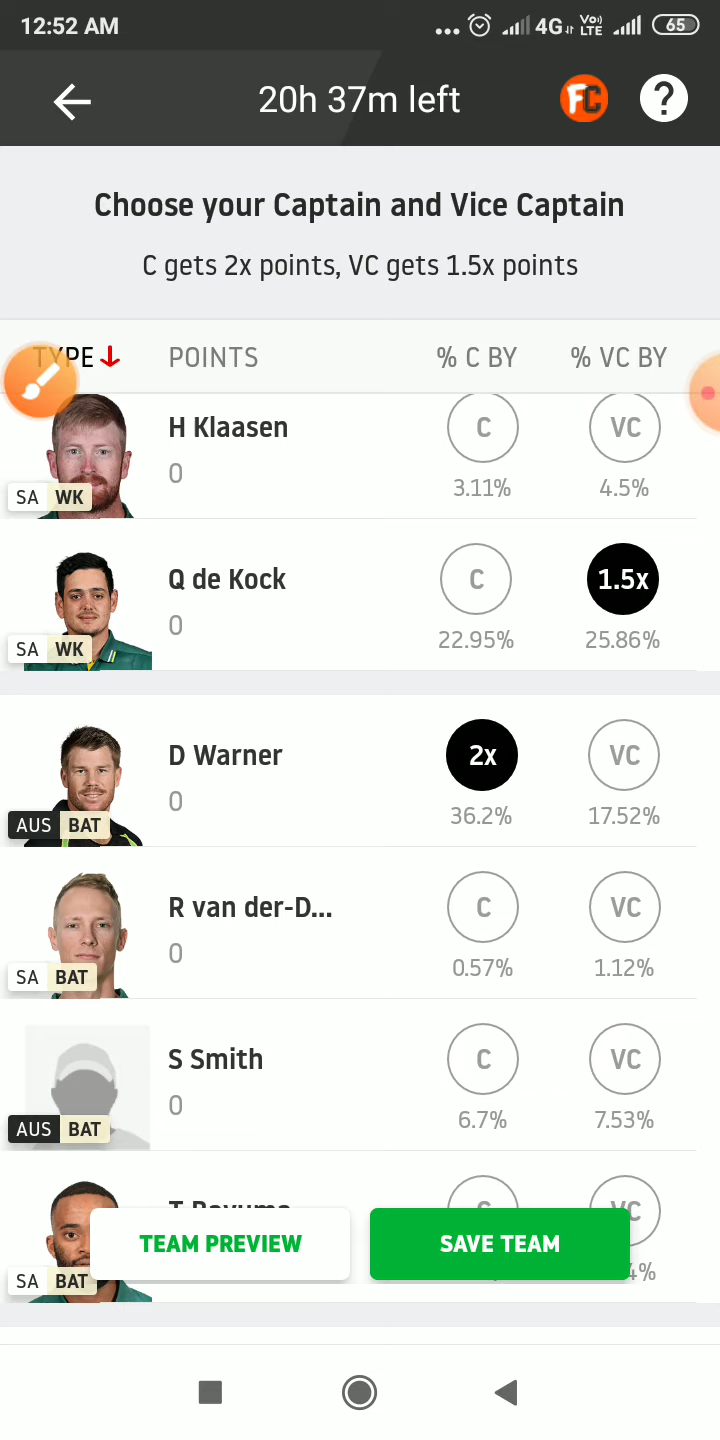 12:52 AM
4G
Vo)) LTE
65
20h 37m left
FC
?
Choose your Captain and Vice Captain
C gets 2x points, VC gets 1.5x points
TYPE POINTS % C BY % VC BY
H Klaasen C VC
0
SA WK 3.11% 4.5%
Q de Kock C 1.5x
0
SA WK 22.95% 25.86%
D Warner 2x VC
0
AUS BAT 36.2% 17.52%
R van der-D... C VC
0
SA BAT 0.57% 1.12%
S Smith C VC
0
AUS BAT 6.7% 7.53%
TEAM PREVIEW SAVE TEAM
SA BAT